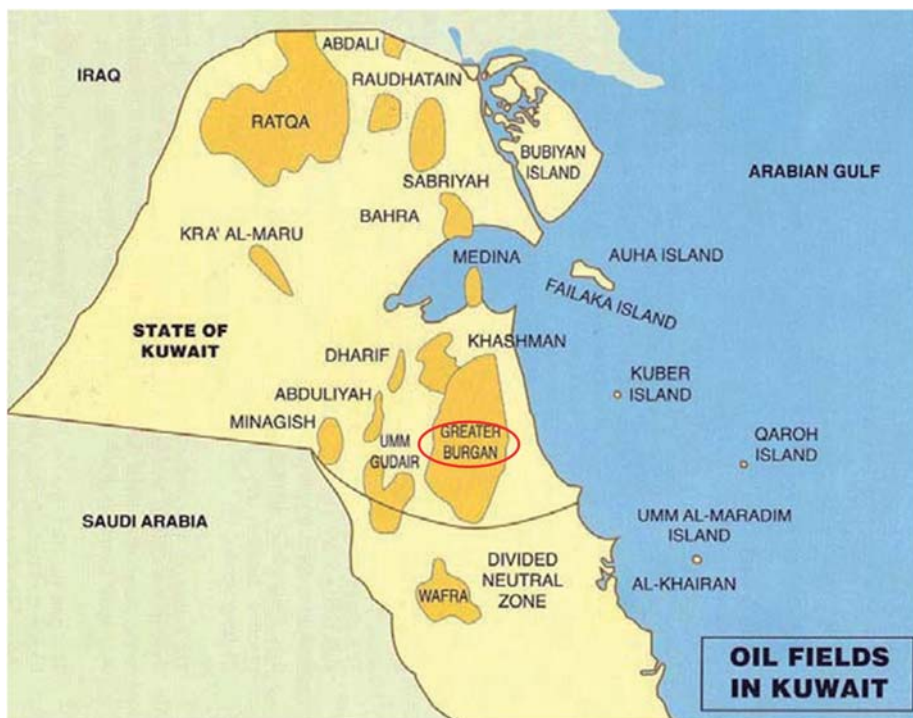 ABDALI
IRAQ
RAUDHATAIN
RATQA
BUBIYAN
ISLAND
ARABIAN GULF
SABRIYAH
BAHRA
KRA' AL-MARU
MEDINA
AUHA ISLAND
FAILAKA ISLAND
STATE OF
KUWAIT
KHASHMAN
DHARIF
KUBER
ISLAND
ABDULIYAH
MINAGISH
GREATER
BURGAN
UMM
GUDAIR
QAROH
ISLAND
SAUDI ARABIA
UMM AL-MARADIM
ISLAND
DIVIDED
NEUTRAL
ZONE
AL-KHAIRAN
WAFRA
OIL FIELDS
IN KUWAIT